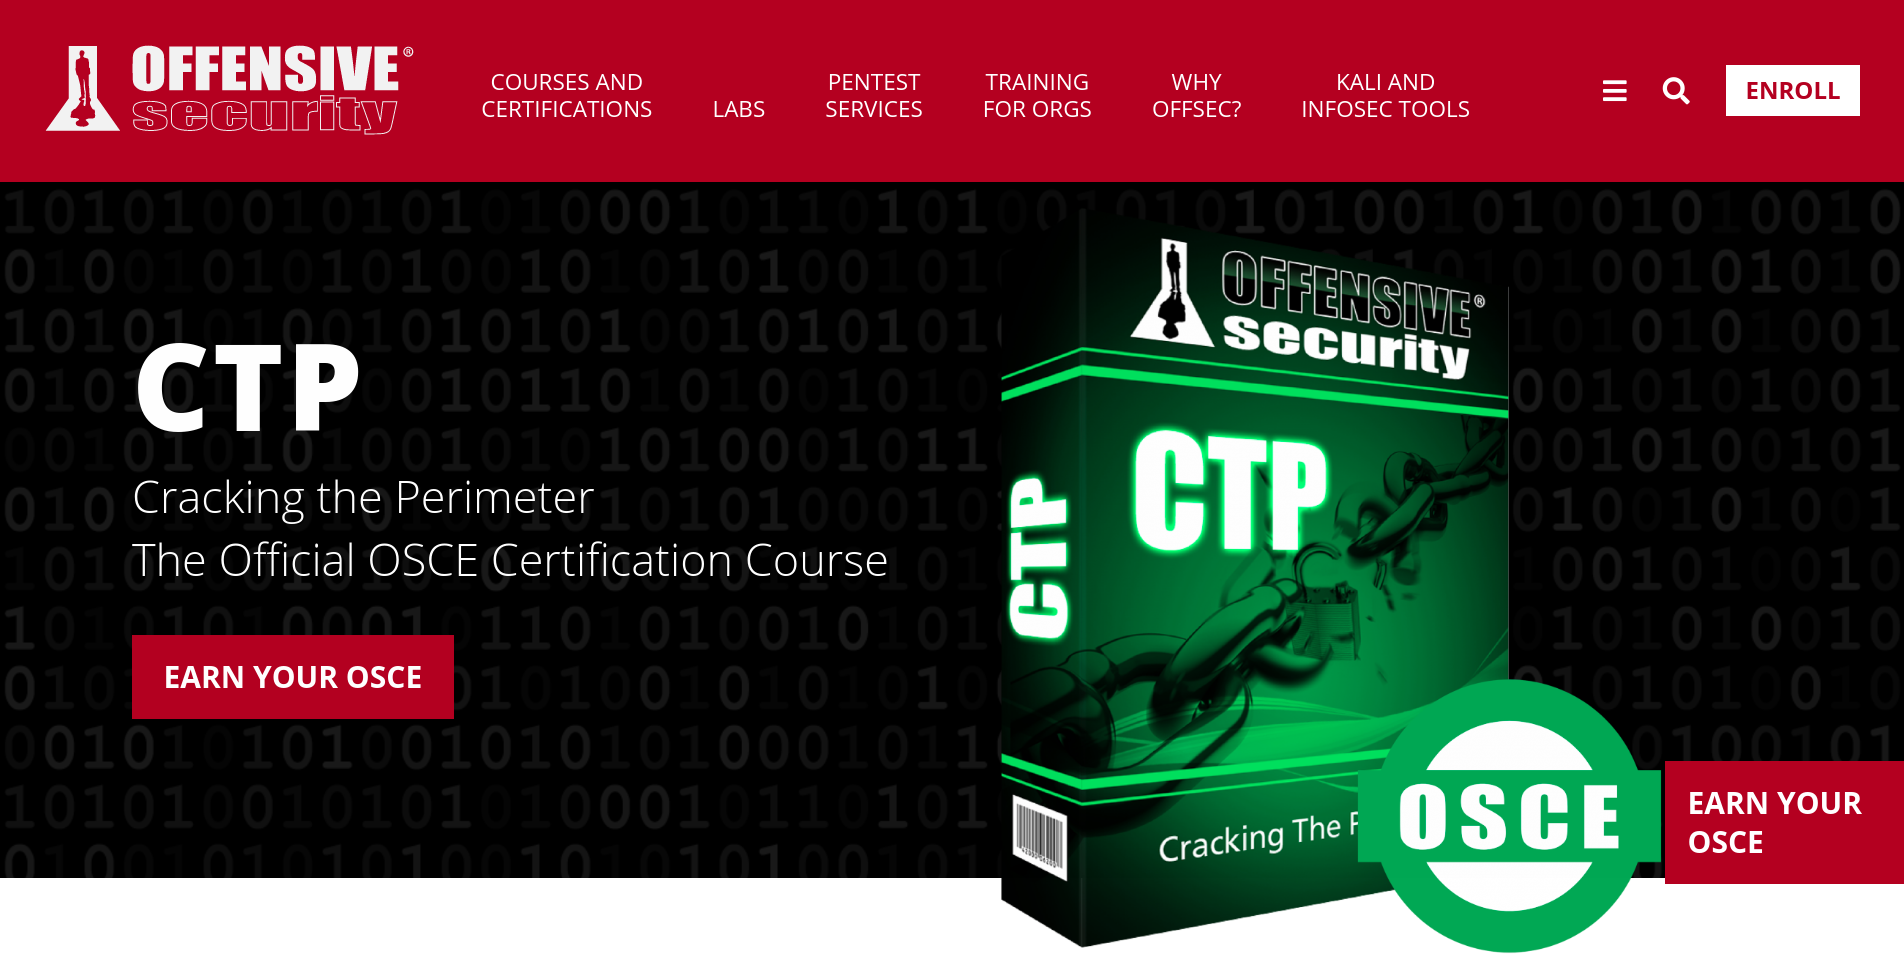 OFFENSIVE®
security
COURSES AND
CERTIFICATIONS
LABS
PENTEST
SERVICES
TRAINING
FOR ORGS
WHY
OFFSEC?
KALI AND
INFOSEC TOOLS
ENROLL
CTP
Cracking the Perimeter
The Official OSCE Certification Course
EARN YOUR OSCE
OFFENSIVE®
security
CTP
CTP
Cracking The P
OSCE
EARN YOUR
OSCE